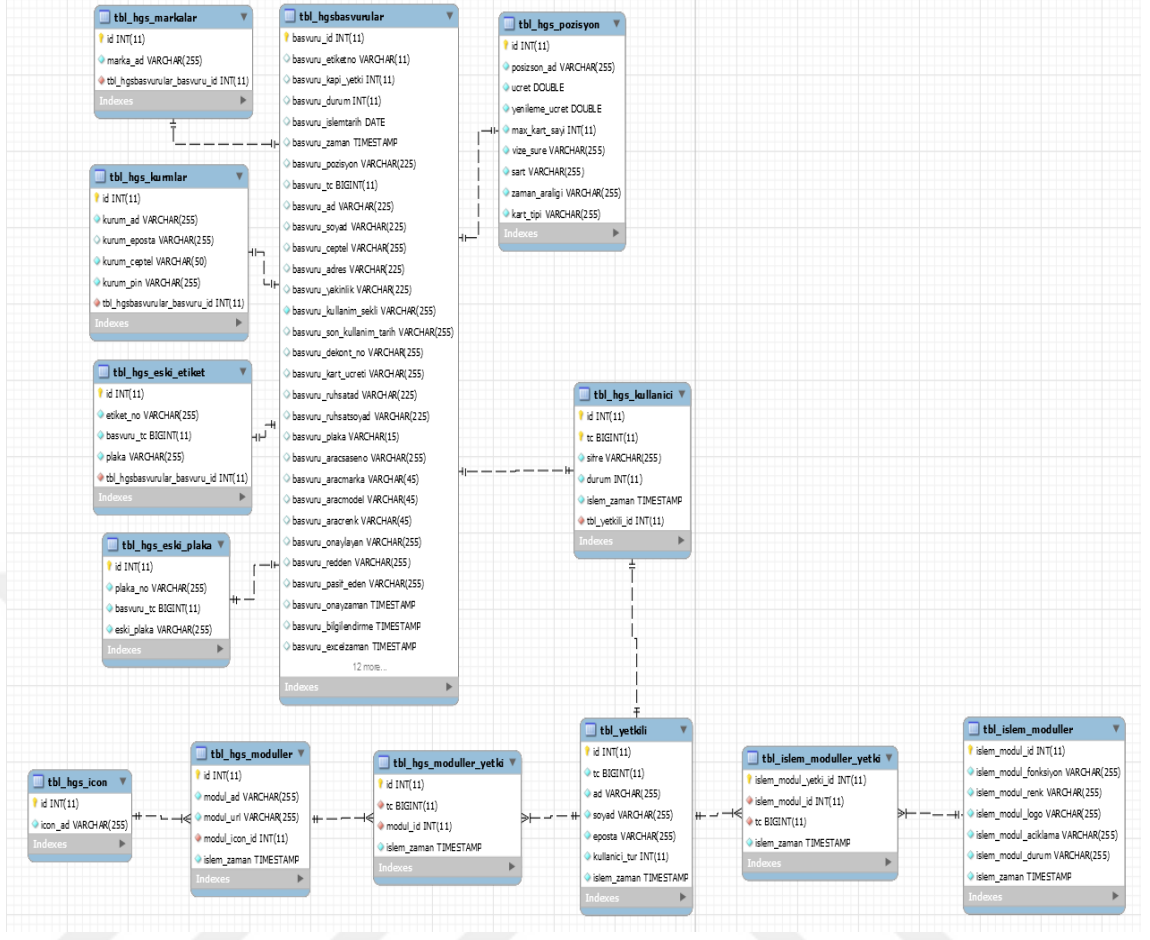 tbl_hgs_markalar
id INT(11)
marka_ad VARCHAR(255)
tbl_hgsbasvurular_basvuru_id INT(11)
Indexes
tbl_hgs_kurmlar
id INT(11)
kurum_ad VARCHAR(255)
kurum_eposta VARCHAR(255)
kurum_ceptel VARCHAR(50)
kurum_pin VARCHAR(255)
tbl_hgsbasvurular_basvuru_id INT(11)
Indexes
tbl_hgs_eski_etiket
id INT(11)
etiket_no VARCHAR(255)
basvuru_tc BIGINT(11)
plaka VARCHAR(255)
tbl_hgsbasvurular_basvuru_id INT(11)
Indexes
tbl_hgs_eski_plaka
id INT(11)
plaka_no VARCHAR(255)
basvuru_tc BIGINT(11)
eski_plaka VARCHAR(255)
Indexes
tbl_hgsbasvurular
basvuru_id INT(11)
basvuru_etiketno VARCHAR(11)
basvuru_kapi_yetki INT(11)
basvuru_durum INT(11)
basvuru_islemtarih DATE
basvuru_zaman TIMESTAMP
basvuru_pozisyon VARCHAR(225)
basvuru_tc BIGINT(11)
basvuru_ad VARCHAR(225)
basvuru_soyad VARCHAR(225)
basvuru_ceptel VARCHAR(255)
basvuru_adres VARCHAR(225)
basvuru_yakinlik VARCHAR(225)
basvuru_kullanim_sekli VARCHAR(255)
basvuru_son_kullanim_tarih VARCHAR(255)
basvuru_dekont_no VARCHAR(255)
basvuru_kart_ucreti VARCHAR(255)
basvuru_ruhsatad VARCHAR(225)
basvuru_ruhsatsoyad VARCHAR(225)
basvuru_plaka VARCHAR(15)
basvuru_aracsaseno VARCHAR(255)
basvuru_aracmarka VARCHAR(45)
basvuru_aracmodel VARCHAR(45)
basvuru_aracrenk VARCHAR(45)
basvuru_onaylayan VARCHAR(255)
basvuru_redden VARCHAR(255)
basvuru_pasif_eden VARCHAR(255)
basvuru_onayzaman TIMESTAMP
basvuru_bilgilendirme TIMESTAMP
basvuru_excelzaman TIMESTAMP
12 more...
Indexes
tbl_hgs_pozisyon
id INT(11)
posizson_ad VARCHAR(255)
ucret DOUBLE
yenileme_ucret DOUBLE
max_kart_sayi INT(11)
vize_sure VARCHAR(255)
sart VARCHAR(255)
zaman_araligi VARCHAR(255)
kart_tipi VARCHAR(255)
Indexes
tbl_hgs_kullanici
id INT(11)
tc BIGINT(11)
sifre VARCHAR(255)
durum INT(11)
islem_zaman TIMESTAMP
tbl_yetkili_id INT(11)
Indexes
tbl_hgs_icon
id INT(11)
icon_ad VARCHAR(255)
Indexes
tbl_hgs_moduller
id INT(11)
modul_ad VARCHAR(255)
modul_url VARCHAR(255)
modul_icon_id INT(11)
islem_zaman TIMESTAMP
Indexes
tbl_hgs_moduller_yetki
id INT(11)
tc BIGINT(11)
modul_id INT(11)
islem_zaman TIMESTAMP
Indexes
tbl_yetkili
id INT(11)
tc BIGINT(11)
ad VARCHAR(255)
soyad VARCHAR(255)
eposta VARCHAR(255)
kullanici_tur INT(11)
islem_zaman TIMESTAMP
Indexes
tbl_islem_moduller_yetki
islem_modul_yetki_id INT(11)
islem_modul_id INT(11)
tc BIGINT(11)
islem_zaman TIMESTAMP
Indexes
tbl_islem_moduller
islem_modul_id INT(11)
islem_modul_fonksiyon VARCHAR(255)
islem_modul_renk VARCHAR(255)
islem_modul_logo VARCHAR(255)
islem_modul_aciklama VARCHAR(255)
islem_modul_durum VARCHAR(255)
islem_zaman TIMESTAMP
Indexes